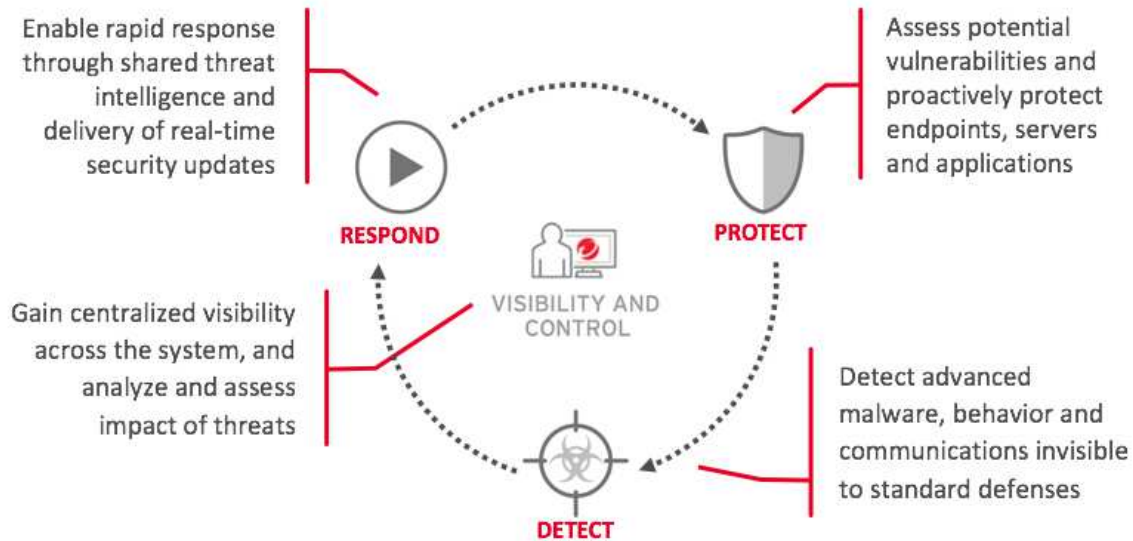 Enable rapid response
through shared threat
intelligence and
delivery of real-time
security updates
RESPOND
Assess potential
vulnerabilities and
proactively protect
endpoints, servers
and applications
PROTECT
VISIBILITY AND
CONTROL
Gain centralized visibility
across the system, and
analyze and assess
impact of threats
Detect advanced
malware, behavior and
communications invisible
to standard defenses
DETECT